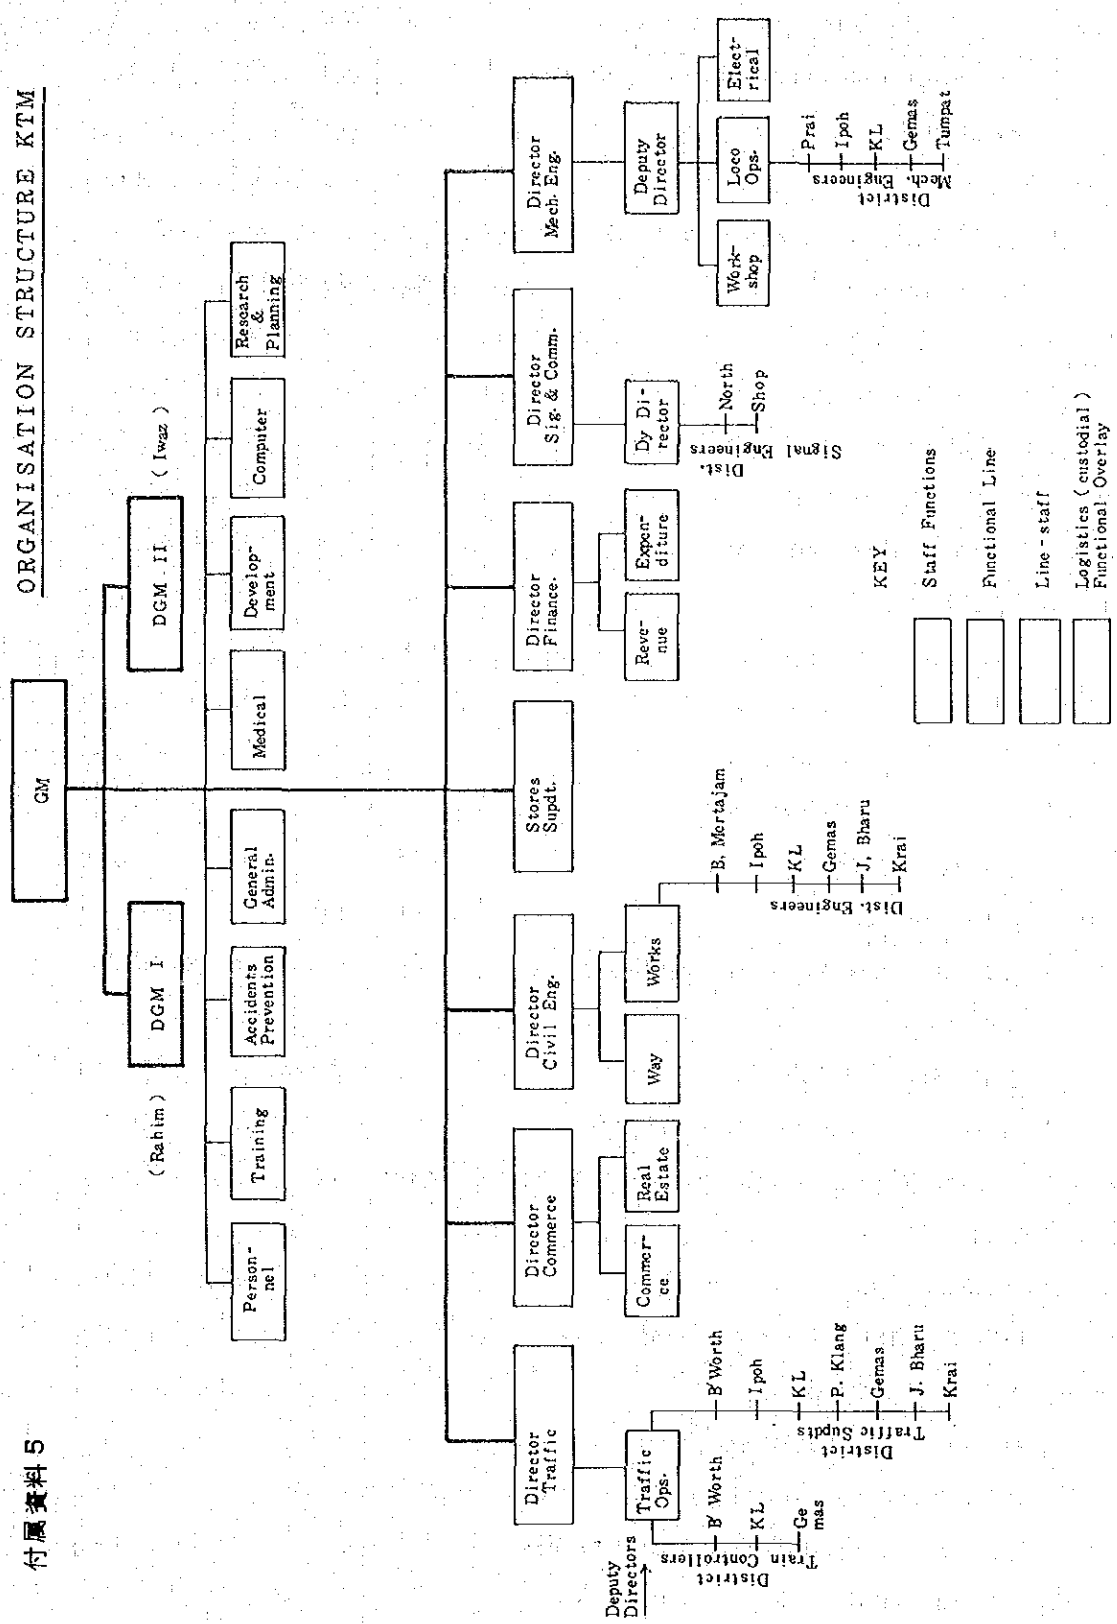 付属資料5
ORGANISATION STRUCTURE KTM
GM
(Rahim)
DGM I
DGM II
(Iwaz)
Person-
nel
Training
Accidents
Prevention
General
Admin.
Medical
Develop-
ment
Computer
Research
&
Planning
Director
Traffic
Director
Commerce
Director
Civil Eng.
Stores
Supdt.
Director
Finance.
Director
Sig. & Comm.
Director
Mech. Eng.
Deputy
Directors
Traffic
Ops.
Commer-
ce
Real
Estate
Way
Works
Reve-
nue
Expen-
diture
Dy Di-
rector
Deputy
Director
Work-
shop
Loco
Ops.
Elect-
rical
District
Train Controllers
B' Worth
KL
Ge
mas
District
Traffic Supdts
B'Worth
Ipoh
KL
P. Klang
Gemas
J. Bharu
Krai
Dist. Engineers
B. Mertajam
Ipoh
KL
Gemas
J. Bharu
Krai
Dist.
Signal Engineers
North
Shop
District
Mech. Engineers
Prai
Ipoh
KL
Gemas
Tumpat
KEY
Staff Functions
Functional Line
Line-staff
Logistics (custodial)
Functional Overlay